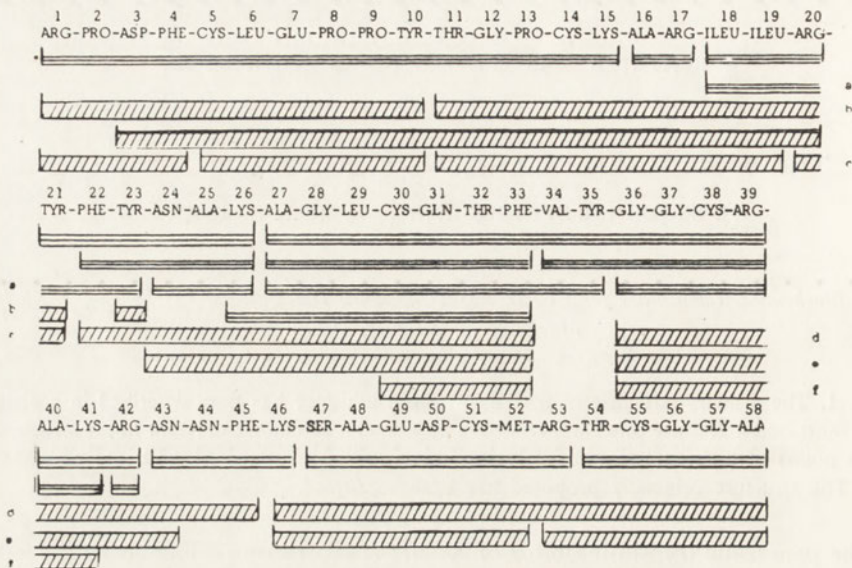 1 2 3 4 5 6 7 8 9 10 11 12 13 14 15 16 17 18 19 20
ARG-PRO-ASP-PHE-CYS-LEU-GLU-PRO-PRO-TYR-THR-GLY-PRO-CYS-LYS-ALA-ARG-ILEU-ILEU-ARG-
a
b
c
21 22 23 24 25 26 27 28 29 30 31 32 33 34 35 36 37 38 39
TYR-PHE-TYR-ASN-ALA-LYS-ALA-GLY-LEU-CYS-GLN-THR-PHE-VAL-TYR-GLY-GLY-CYS-ARG-
a
b
c d
e
f
40 41 42 43 44 45 46 47 48 49 50 51 52 53 54 55 56 57 58
ALA-LYS-ARG-ASN-ASN-PHE-LYS-SER-ALA-GLU-ASP-CYS-MET-ARG-THR-CYS-GLY-GLY-ALA
d
e
f